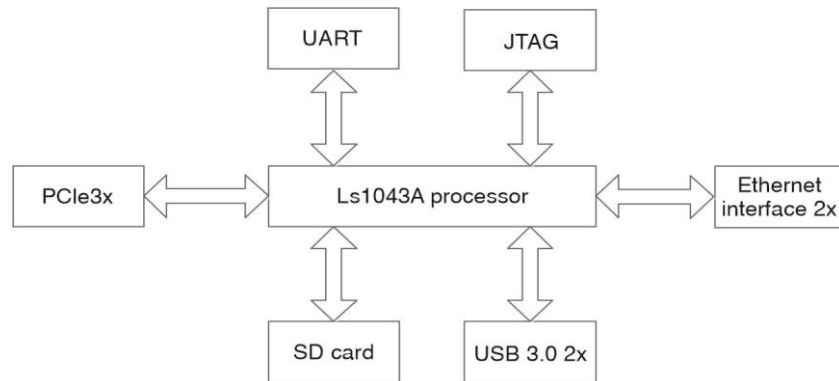 UART
JTAG
PCIe3x
Ls1043A processor
Ethernet
interface 2x
SD card
USB 3.0 2x